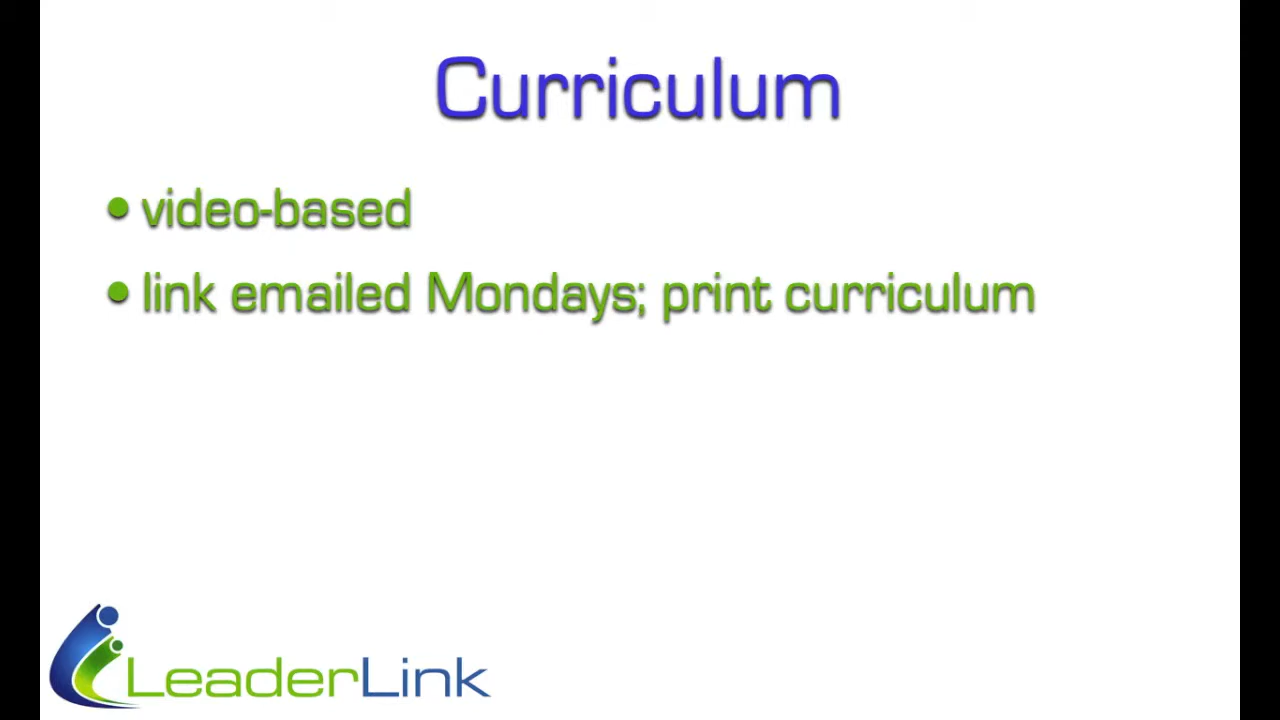 Curriculum
• video-based
• link emailed Mondays; print curriculum
LeaderLink